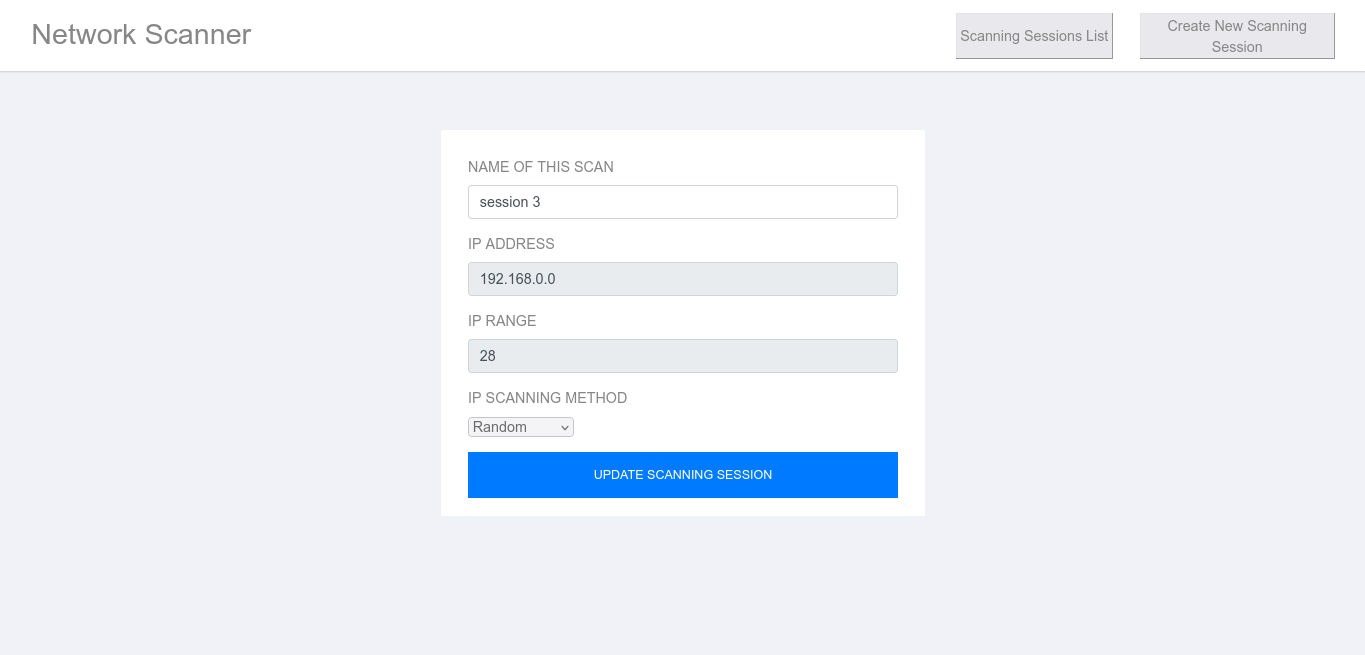 Network Scanner
Scanning Sessions List
Create New Scanning
Session
NAME OF THIS SCAN
session 3
IP ADDRESS
192.168.0.0
IP RANGE
28
IP SCANNING METHOD
Random
UPDATE SCANNING SESSION